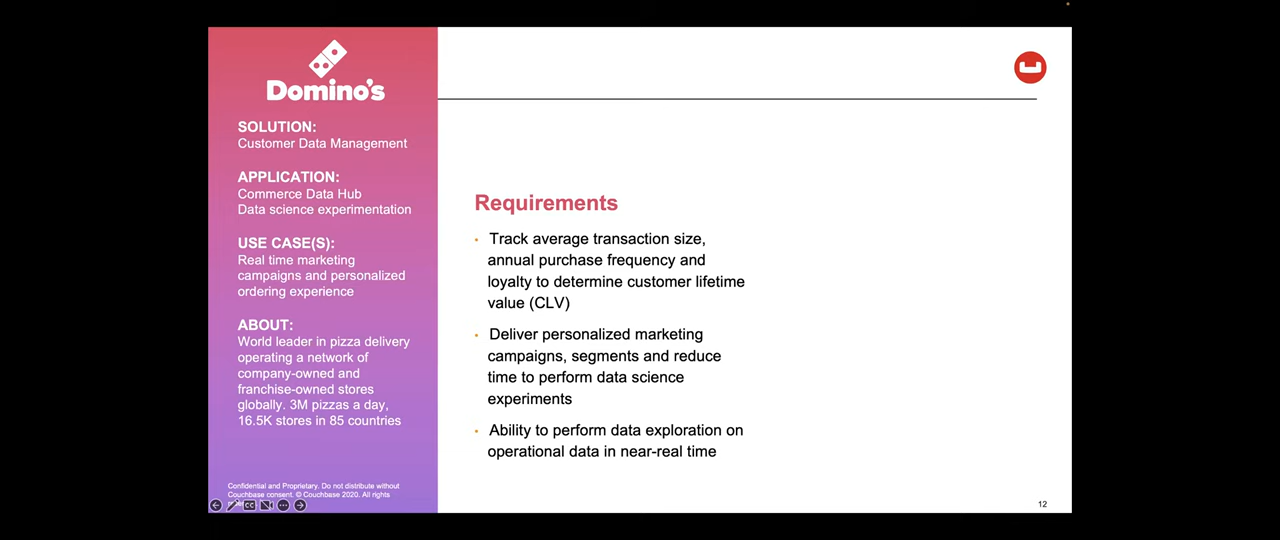 Domino's
SOLUTION:
Customer Data Management
APPLICATION:
Commerce Data Hub
Data science experimentation
USE CASE(S):
Real time marketing
campaigns and personalized
ordering experience
ABOUT:
World leader in pizza delivery
operating a network of
company-owned and
franchise-owned stores
globally. 3M pizzas a day,
16.5K stores in 85 countries
Confidential and Proprietary. Do not distribute without
Couchbase consent. © Couchbase 2020. All rights
CC
Requirements
• Track average transaction size,
annual purchase frequency and
loyalty to determine customer lifetime
value (CLV)
• Deliver personalized marketing
campaigns, segments and reduce
time to perform data science
experiments
• Ability to perform data exploration on
operational data in near-real time
12